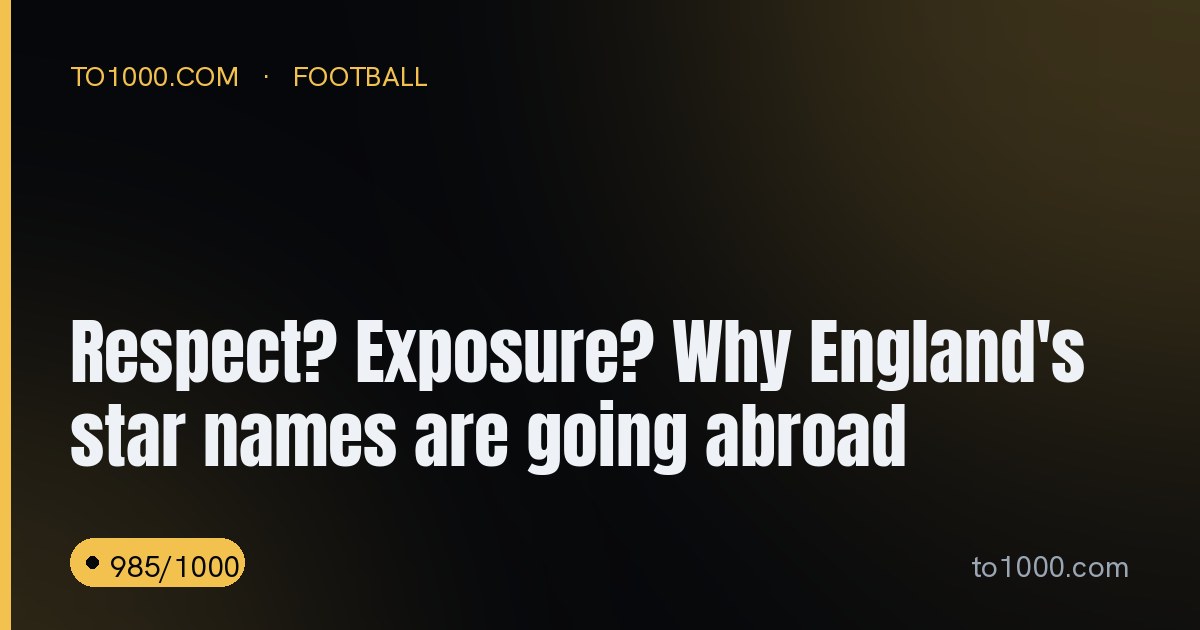 TO1000.COM · FOOTBALL
Respect? Exposure? Why England's
star names are going abroad
985/1000
to1000.com